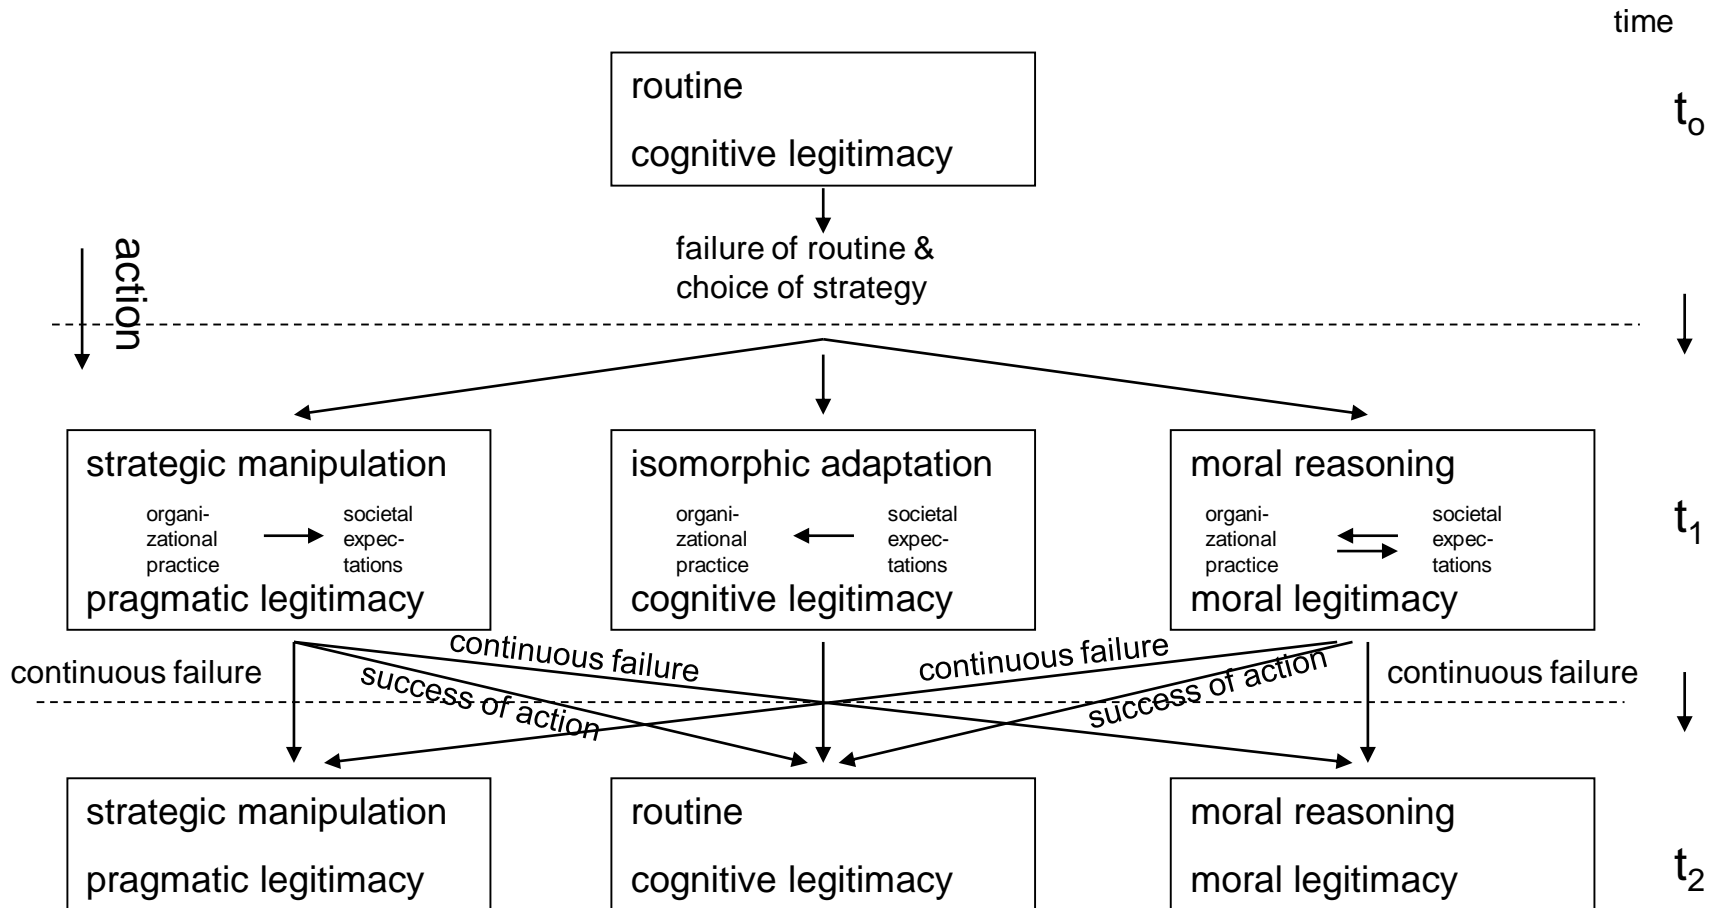 time
routine
cognitive legitimacy
t₀
action
failure of routine &
choice of strategy
strategic manipulation
organi-
zational
practice
societal
expec-
tations
pragmatic legitimacy
isomorphic adaptation
organi-
zational
practice
societal
expec-
tations
cognitive legitimacy
moral reasoning
organi-
zational
practice
societal
expec-
tations
moral legitimacy
t₁
continuous failure
continuous failure
success of action
continuous failure
success of action
continuous failure
strategic manipulation
pragmatic legitimacy
routine
cognitive legitimacy
moral reasoning
moral legitimacy
t₂